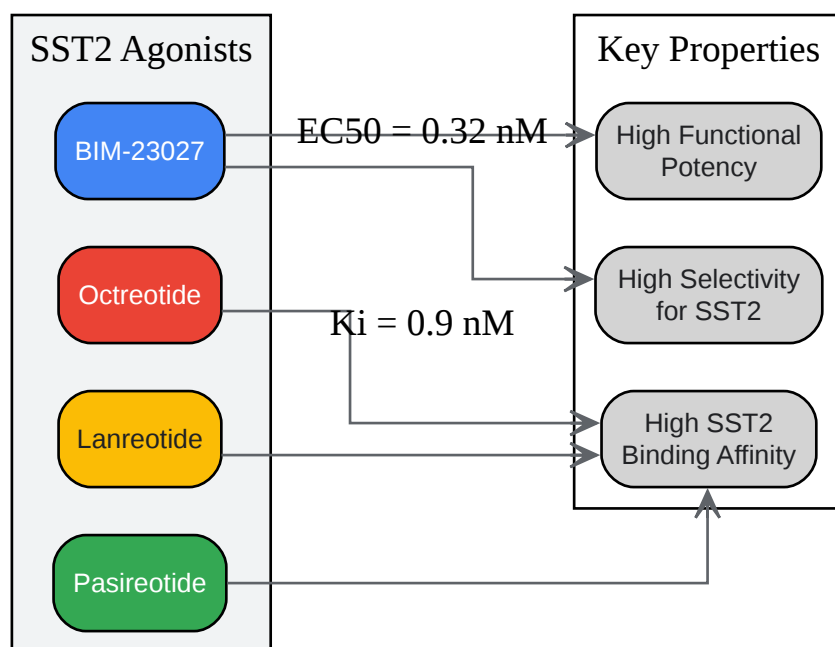 SST2 Agonists
Key Properties
BIM-23027
EC50 = 0.32 nM
High Functional
Potency
Octreotide
Ki = 0.9 nM
High Selectivity
for SST2
Lanreotide
High SST2
Binding Affinity
Pasireotide